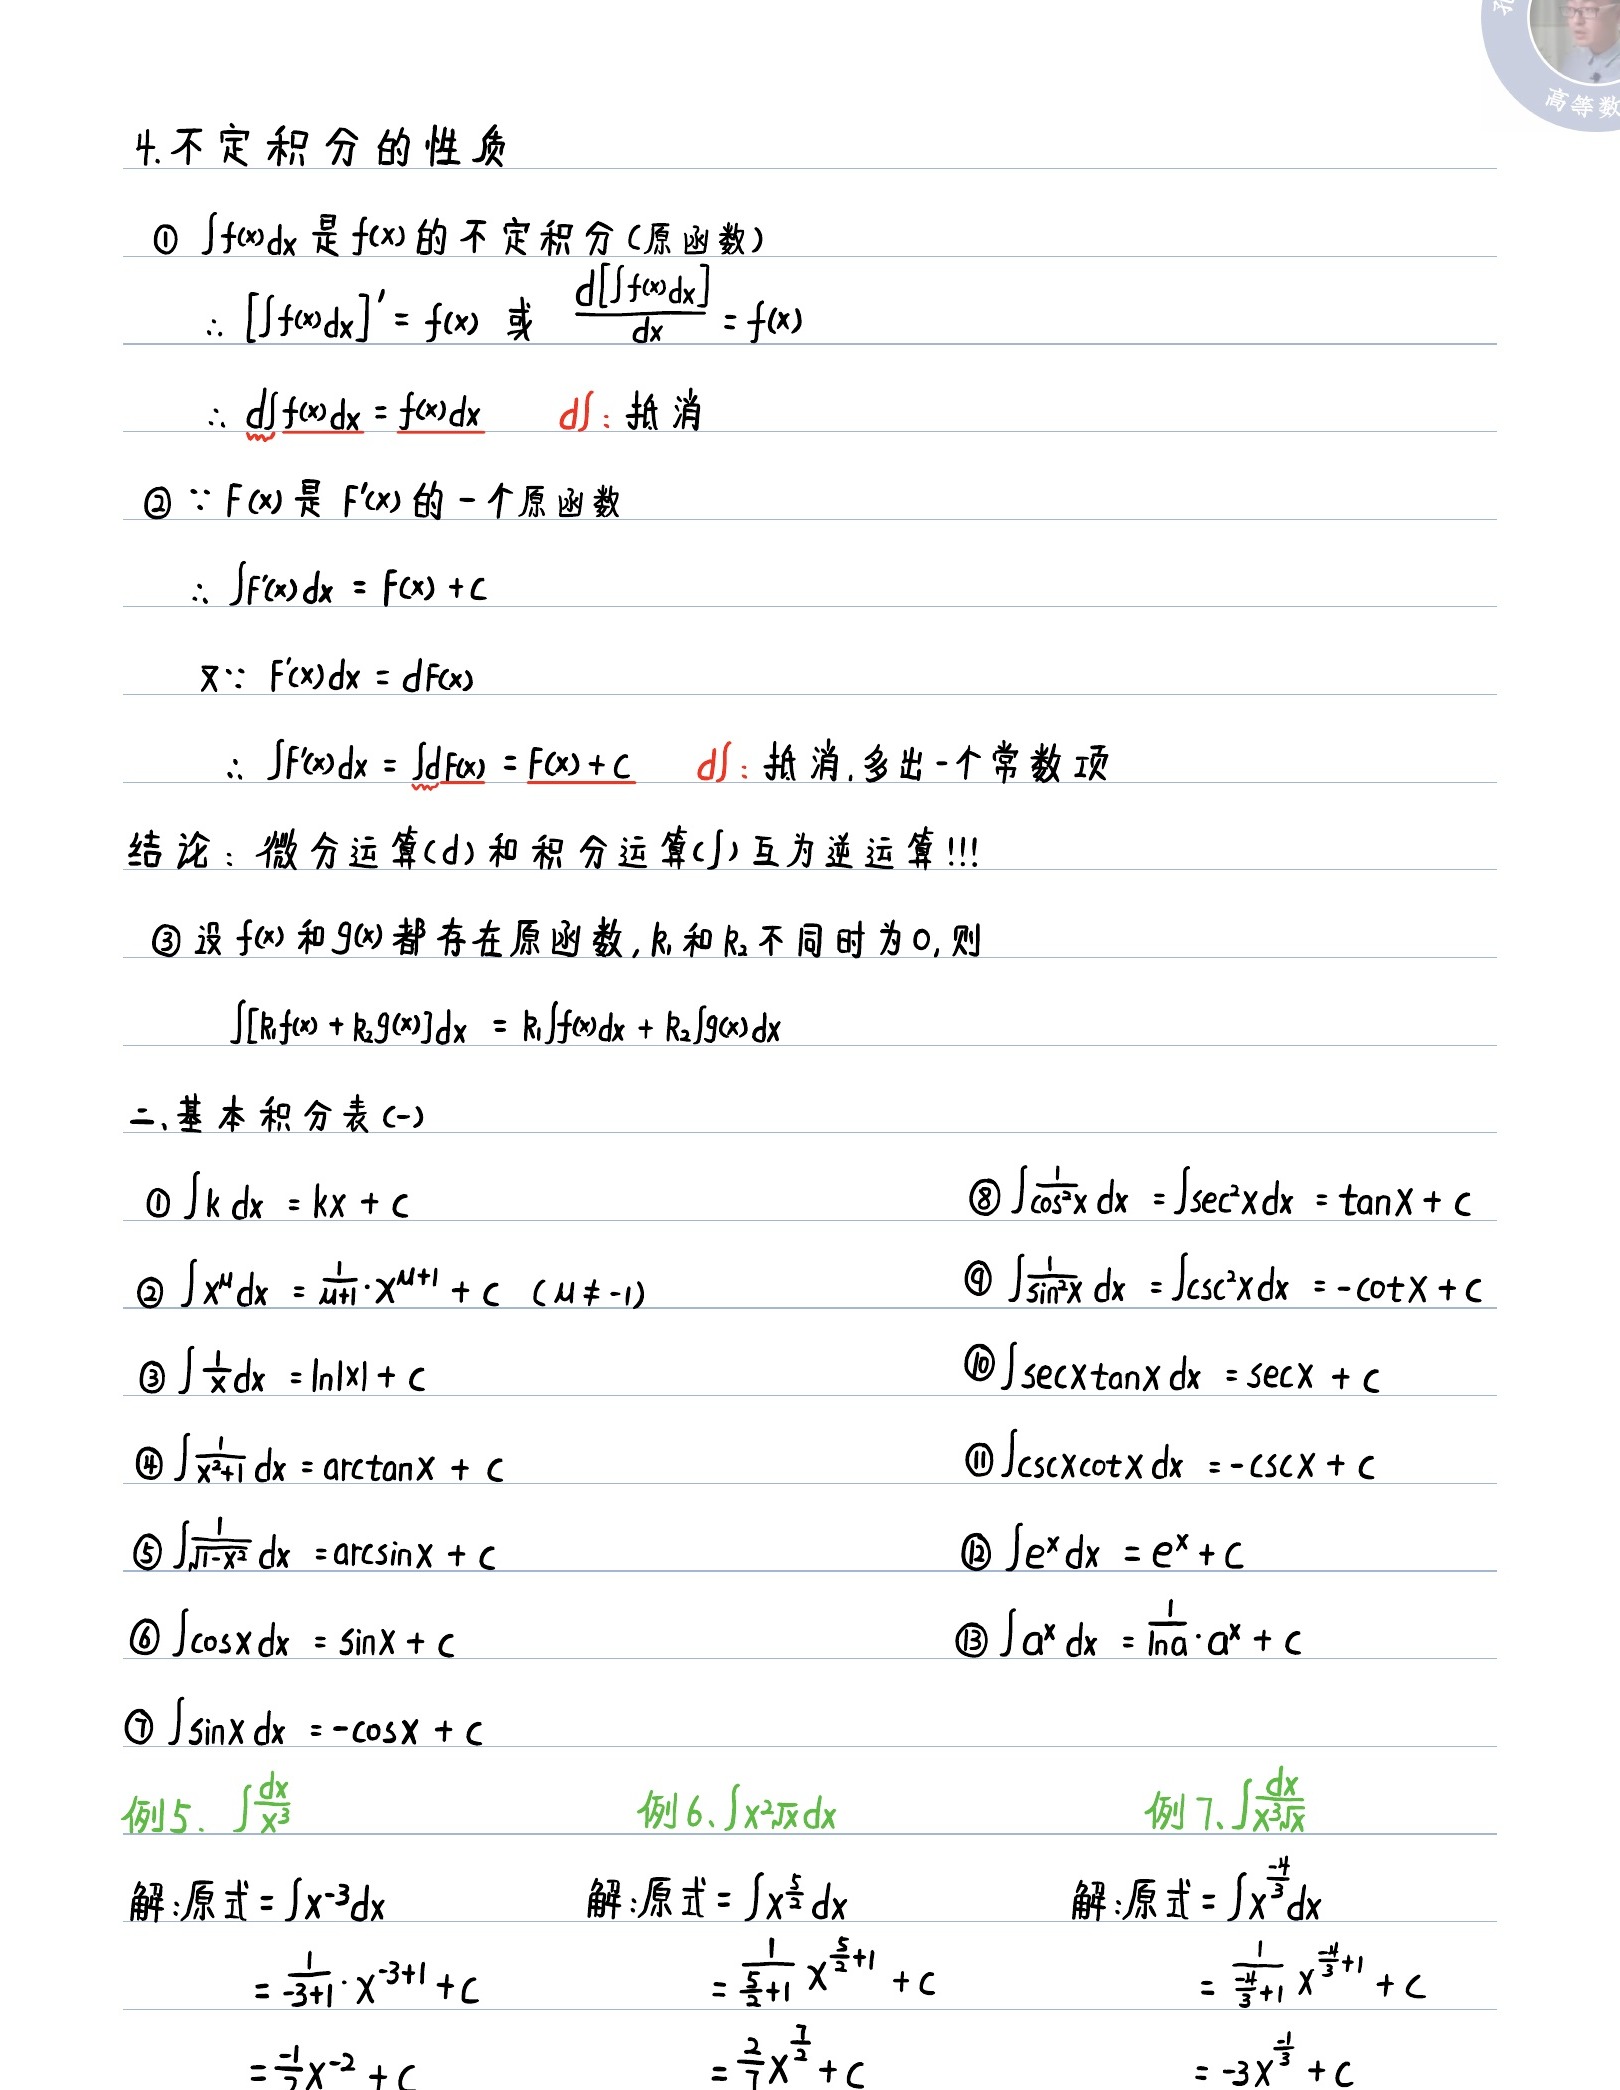 高等数
4.不定积分的性质
① ∫f(x)dx 是 f(x) 的不定积分(原函数)
∴ [∫f(x)dx]′ = f(x) 或 d[∫f(x)dx]/dx = f(x)
∴ d∫f(x)dx = f(x)dx d∫: 抵消
② ∵ F(x) 是 F′(x) 的一个原函数
∴ ∫F′(x)dx = F(x) + C
又∵ F′(x)dx = dF(x)
∴ ∫F′(x)dx = ∫dF(x) = F(x) + C d∫: 抵消,多出一个常数项
结论: 微分运算(d)和积分运算(∫)互为逆运算!!!
③ 设 f(x) 和 g(x) 都存在原函数, k₁ 和 k₂ 不同时为0, 则
∫[k₁f(x) + k₂g(x)]dx = k₁∫f(x)dx + k₂∫g(x)dx
二、基本积分表(一)
① ∫k dx = kx + C
② ∫x^μ dx = 1/(μ+1)·x^(μ+1) + C (μ ≠ -1)
③ ∫1/x dx = ln|x| + C
④ ∫1/(x²+1) dx = arctanx + C
⑤ ∫1/√(1-x²) dx = arcsinx + C
⑥ ∫cosx dx = sinx + C
⑦ ∫sinx dx = -cosx + C
⑧ ∫1/cos²x dx = ∫sec²x dx = tanx + C
⑨ ∫1/sin²x dx = ∫csc²x dx = -cotx + C
⑩ ∫secxtanx dx = secx + C
⑪ ∫cscxcotx dx = -cscx + C
⑫ ∫e^x dx = e^x + C
⑬ ∫a^x dx = 1/lna · a^x + C
例5. ∫dx/x³
解:原式 = ∫x^(-3)dx
= 1/(-3+1)·x^(-3+1) + C
= -1/2 x^(-2) + C
例6、∫x²√x dx
解:原式 = ∫x^(5/2) dx
= 1/(5/2+1) x^(5/2+1) + C
= 2/7 x^(7/2) + C
例7、∫dx/(x∛x)
解:原式 = ∫x^(-4/3)dx
= 1/(-4/3+1) x^(-4/3+1) + C
= -3x^(-1/3) + C